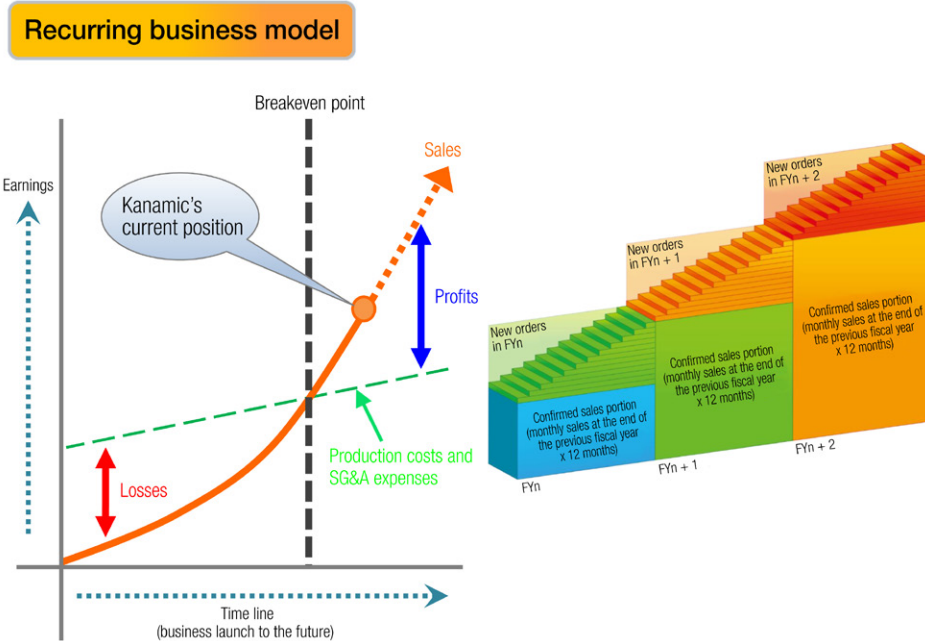 Recurring business model
Breakeven point
Sales
Earnings
Kanamic's
current position
Profits
Losses
Production costs and
SG&A expenses
Time line
(business launch to the future)
New orders
in FYn + 2
New orders
in FYn + 1
New orders
in FYn
Confirmed sales portion
(monthly sales at the end of
the previous fiscal year
x 12 months)
Confirmed sales portion
(monthly sales at the end of
the previous fiscal year
x 12 months)
Confirmed sales portion
(monthly sales at the end of
the previous fiscal year
x 12 months)
FYn
FYn + 1
FYn + 2